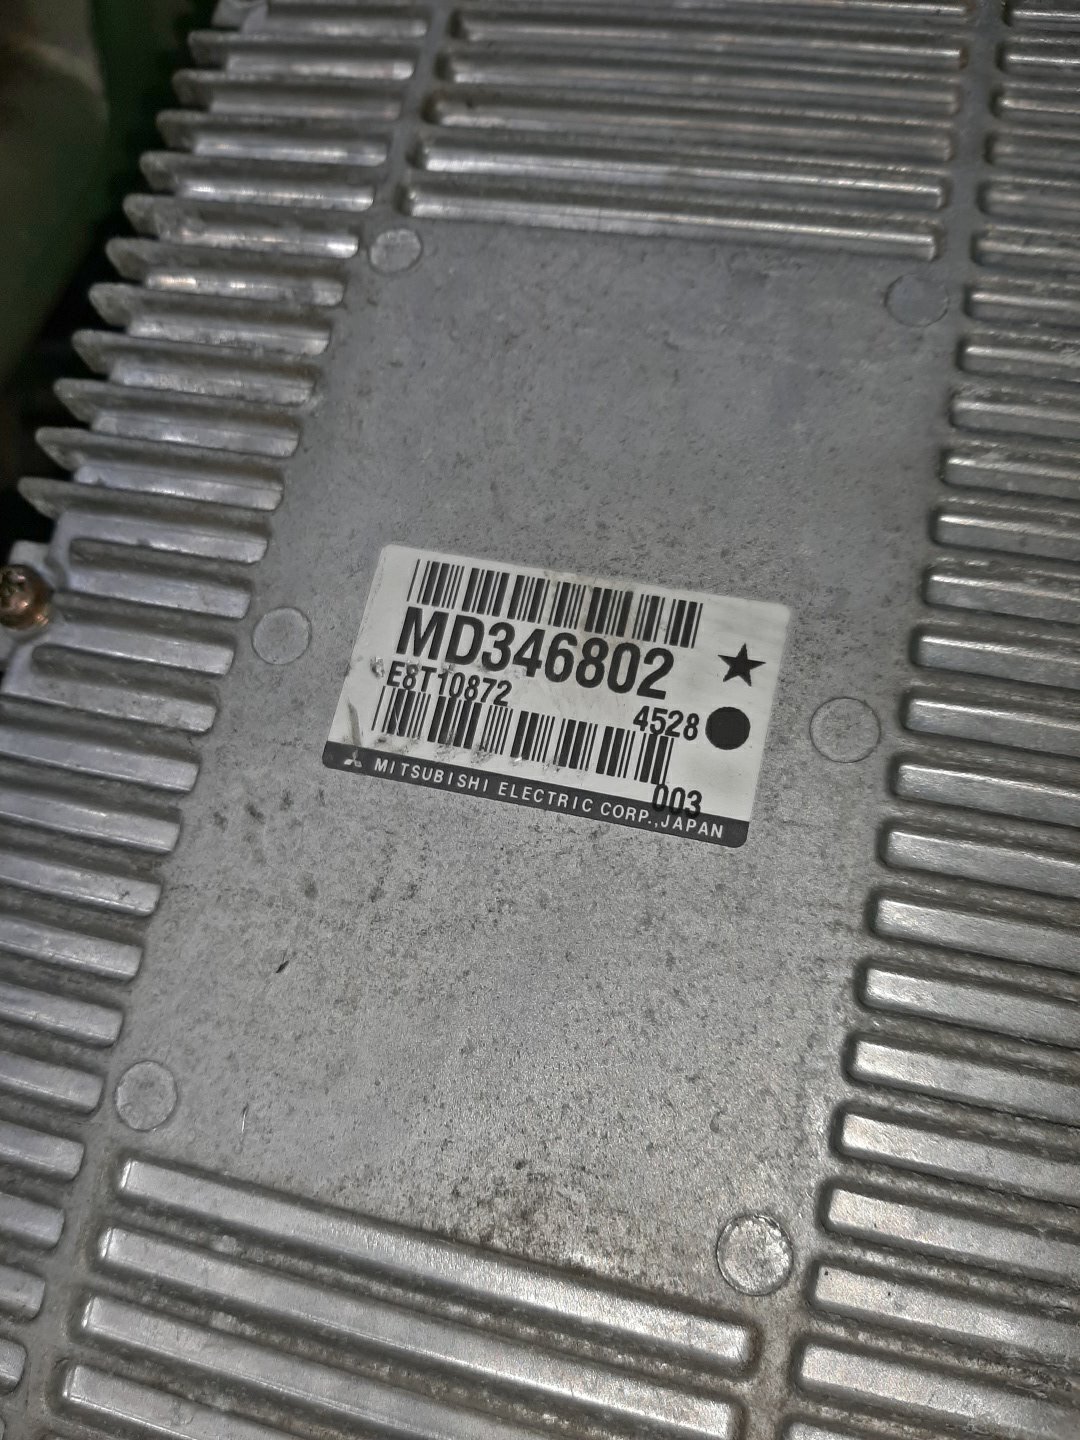 MD346802
E8T10872
4528
003
MITSUBISHI ELECTRIC CORP.,JAPAN